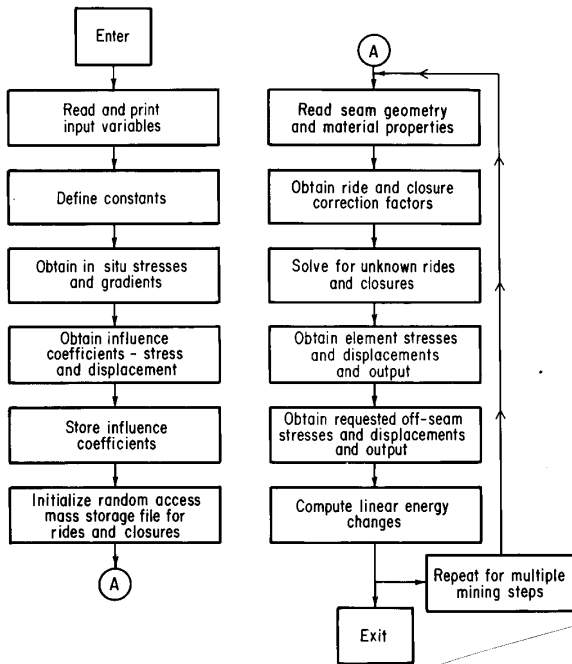 Enter
Read and print
input variables
Define constants
Obtain in situ stresses
and gradients
Obtain influence
coefficients - stress
and displacement
Store influence
coefficients
Initialize random access
mass storage file for
rides and closures
A
A
Read seam geometry
and material properties
Obtain ride and closure
correction factors
Solve for unknown rides
and closures
Obtain element stresses
and displacements
and output
Obtain requested off-seam
stresses and displacements
and output
Compute linear energy
changes
Repeat for multiple
mining steps
Exit